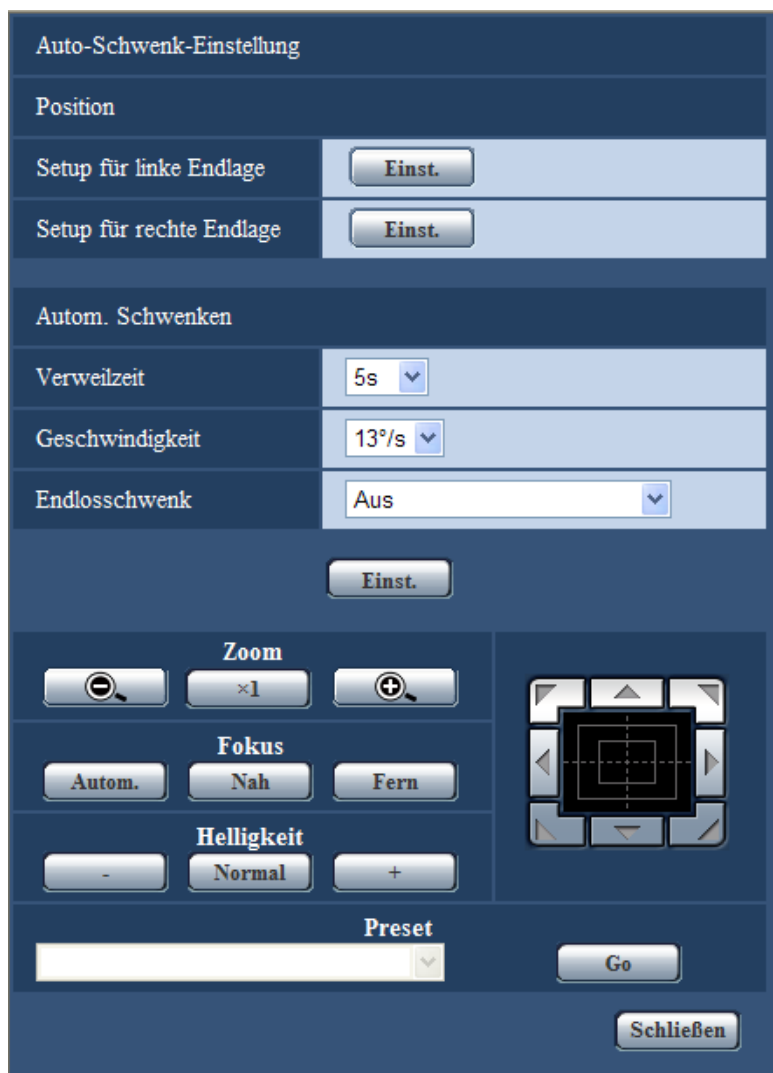 Auto-Schwenk-Einstellung
Position
Setup für linke Endlage Einst.
Setup für rechte Endlage Einst.
Autom. Schwenken
Verweilzeit 5s
Geschwindigkeit 13°/s
Endlosschwenk Aus
Einst.
Zoom
×1
Fokus
Autom. Nah Fern
Helligkeit
- Normal +
Preset
Go
Schließen